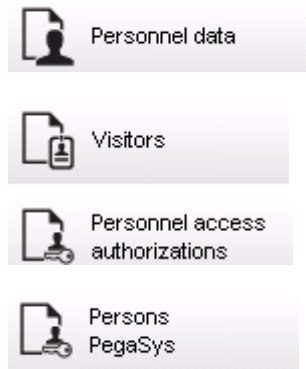 Personnel data
Visitors
Personnel access
authorizations
Persons
PegaSys